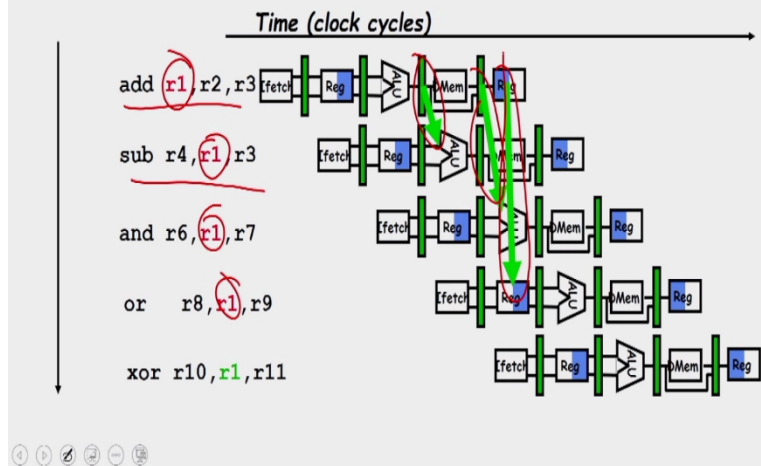 Time (clock cycles)
add r1,r2,r3 Ifetch Reg ALU DMem Reg
sub r4,r1,r3 Ifetch Reg ALU DMem Reg
and r6,r1,r7 Ifetch Reg ALU DMem Reg
or r8,r1,r9 Ifetch Reg ALU DMem Reg
xor r10,r1,r11 Ifetch Reg ALU DMem Reg